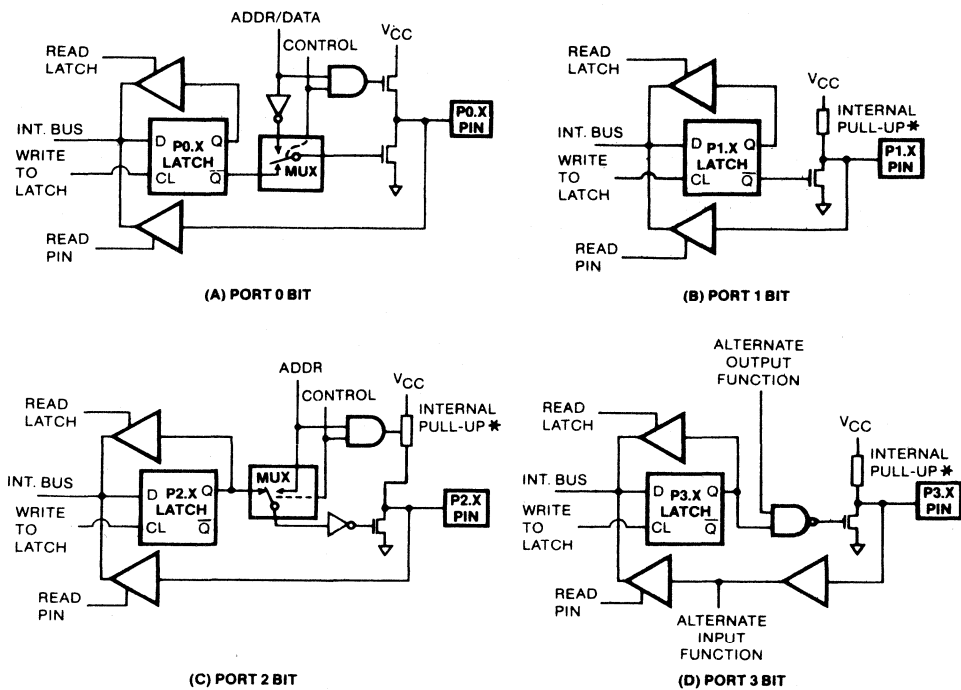 ADDR/DATA
CONTROL
VCC
READ
LATCH
INT. BUS
WRITE
TO
LATCH
D
Q
P0.X
LATCH
CL
Q̅
MUX
P0.X
PIN
READ
PIN
(A) PORT 0 BIT
READ
LATCH
VCC
INTERNAL
PULL-UP*
INT. BUS
WRITE
TO
LATCH
D
Q
P1.X
LATCH
CL
Q̅
P1.X
PIN
READ
PIN
(B) PORT 1 BIT
ADDR
CONTROL
VCC
INTERNAL
PULL-UP*
READ
LATCH
INT. BUS
WRITE
TO
LATCH
D
Q
P2.X
LATCH
CL
Q̅
MUX
P2.X
PIN
READ
PIN
(C) PORT 2 BIT
ALTERNATE
OUTPUT
FUNCTION
VCC
INTERNAL
PULL-UP*
READ
LATCH
INT. BUS
WRITE
TO
LATCH
D
Q
P3.X
LATCH
CL
Q̅
P3.X
PIN
READ
PIN
ALTERNATE
INPUT
FUNCTION
(D) PORT 3 BIT